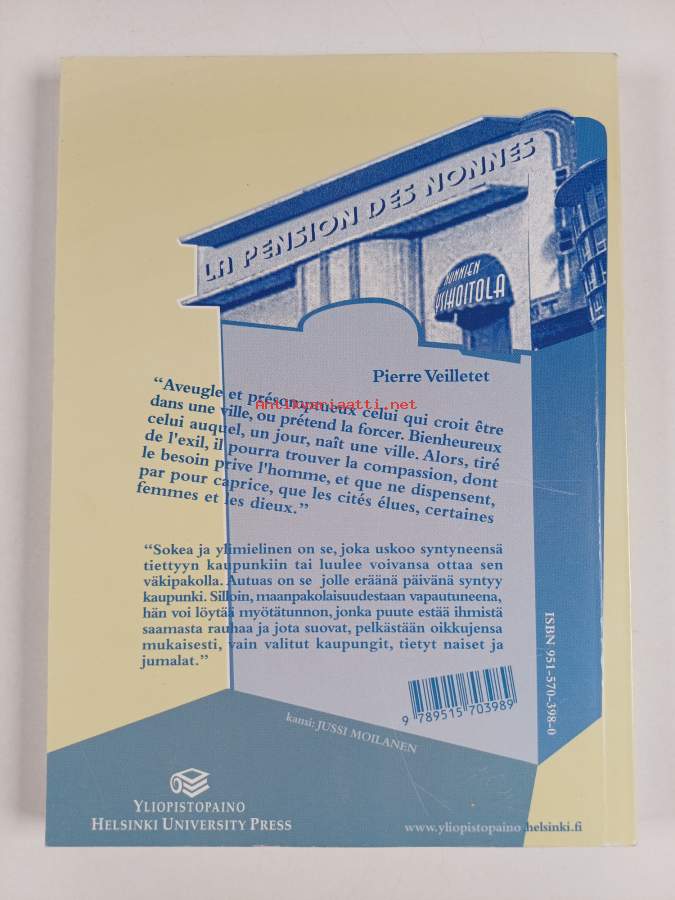 LA PENSION DES NONNES
NUNNIEN
Pierre Veilletet
“Aveugle et présomptueux celui qui croit être
dans une ville, ou prétend la forcer. Bienheureux
celui auquel, un jour, naît une ville. Alors, tiré
de l'exil, il pourra trouver la compassion, dont
le besoin prive l'homme, et que ne dispensent,
par pour caprice, que les cités élues, certaines
femmes et les dieux.”
antikvariaatti.net
“Sokea ja ylimielinen on se, joka uskoo syntyneensä
tiettyyn kaupunkiin tai luulee voivansa ottaa sen
väkipakolla. Autuas on se jolle eräänä päivänä syntyy
kaupunki. Silloin, maanpakolaisuudestaan vapautuneena,
hän voi löytää myötätunnon, jonka puute estää ihmistä
saamasta rauhaa ja jota suovat, pelkästään oikkujensa
mukaisesti, vain valitut kaupungit, tietyt naiset ja
jumalat.”
ISBN 951-570-398-0
9 789515 703989
kansi: JUSSI MOILANEN
YLIOPISTOPAINO
HELSINKI UNIVERSITY PRESS
www.yliopistopaino.helsinki.fi